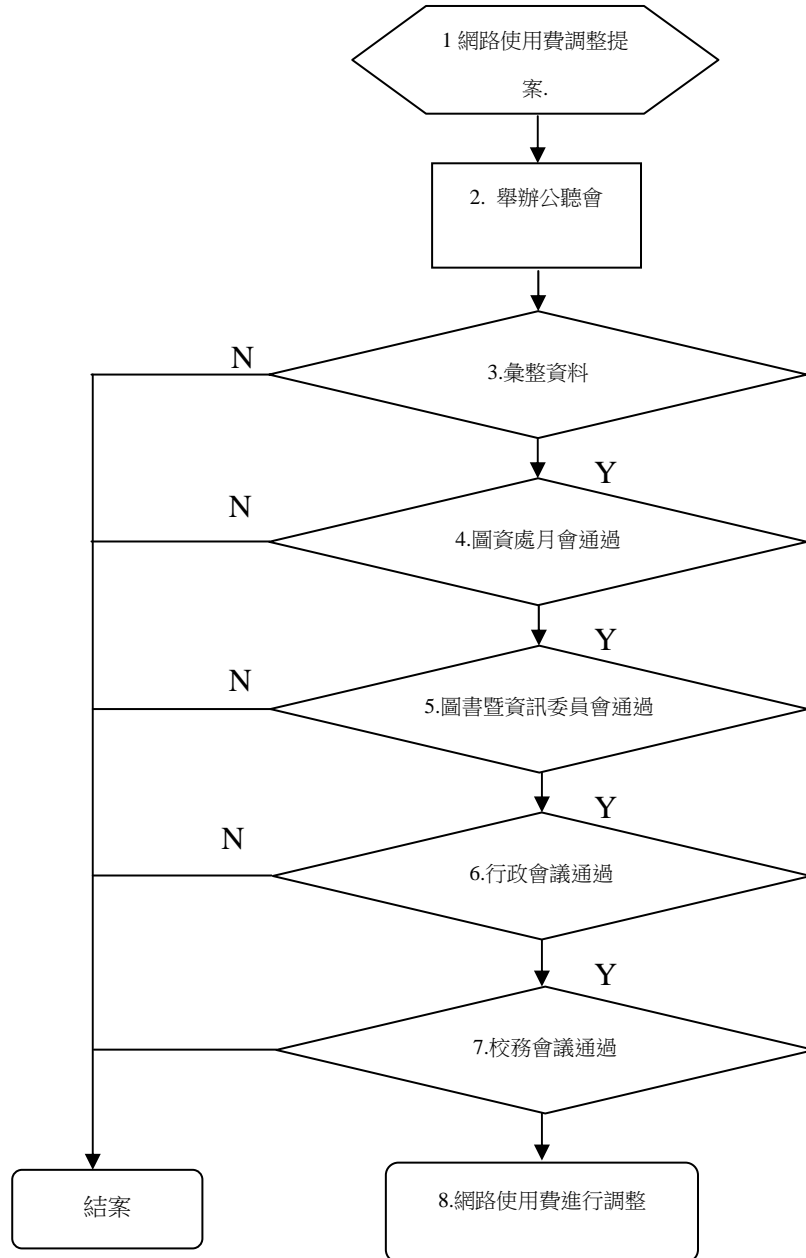 1 網路使用費調整提
案.
2. 舉辦公聽會
N
3.彙整資料
Y
N
4.圖資處月會通過
Y
N
5.圖書暨資訊委員會通過
Y
N
6.行政會議通過
Y
7.校務會議通過
結案
8.網路使用費進行調整